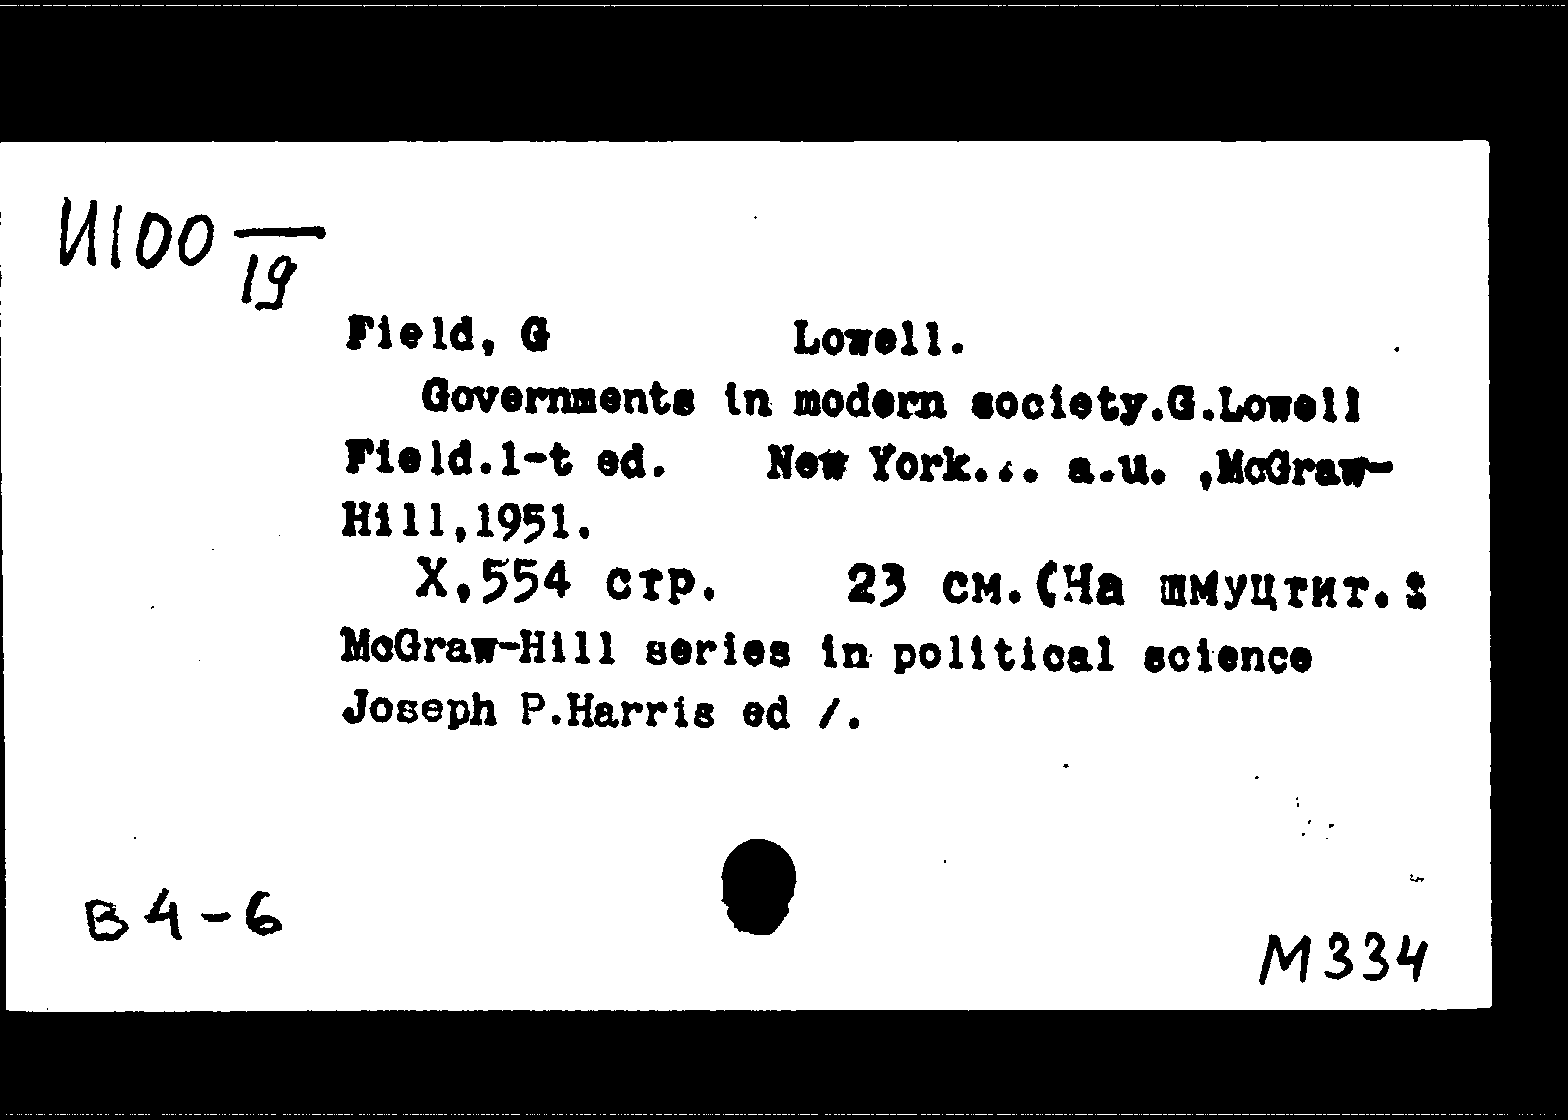 И100 —
19
Field, G Lowell.
Governments in modern society.G.Lowell
Field.1-t ed. New York... a.u. ,McGraw-
Hill,1951.
X,554 стр. 23 см.(На шмуцтит.:
McGraw-Hill series in political science
Joseph P.Harris ed /.
В 4-6
М334